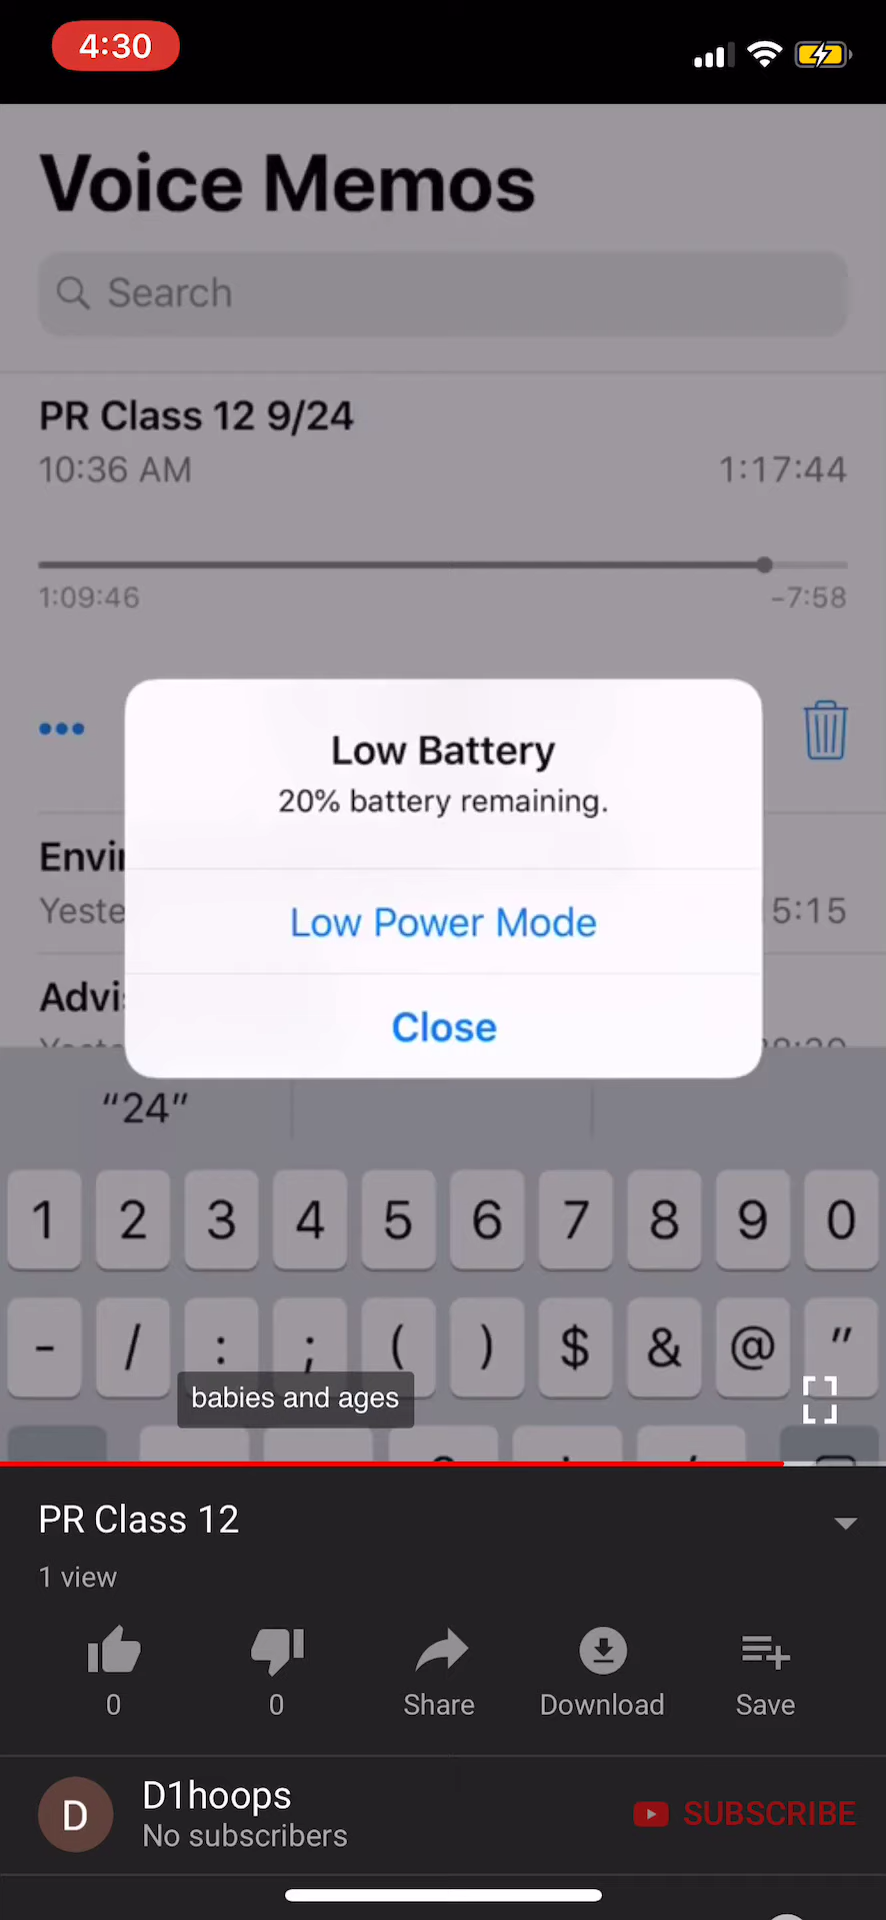 4:30
Voice Memos
Search
PR Class 12 9/24
10:36 AM 1:17:44
1:09:46 -7:58
Low Battery
20% battery remaining.
Low Power Mode
Close
“24”
1 2 3 4 5 6 7 8 9 0
- / : ; ( ) $ & @ "
babies and ages
PR Class 12
1 view
0 0 Share Download Save
D D1hoops
No subscribers
SUBSCRIBE